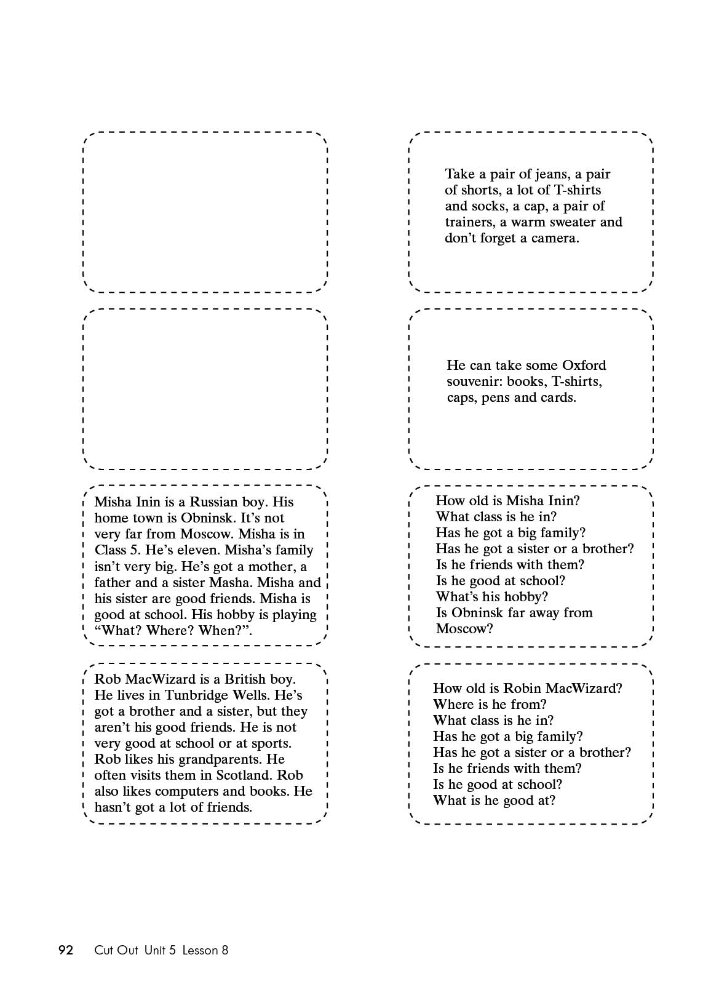 Take a pair of jeans, a pair
of shorts, a lot of T-shirts
and socks, a cap, a pair of
trainers, a warm sweater and
don’t forget a camera.
He can take some Oxford
souvenir: books, T-shirts,
caps, pens and cards.
Misha Inin is a Russian boy. His
home town is Obninsk. It’s not
very far from Moscow. Misha is in
Class 5. He’s eleven. Misha’s family
isn’t very big. He’s got a mother, a
father and a sister Masha. Misha and
his sister are good friends. Misha is
good at school. His hobby is playing
“What? Where? When?”.
How old is Misha Inin?
What class is he in?
Has he got a big family?
Has he got a sister or a brother?
Is he friends with them?
Is he good at school?
What’s his hobby?
Is Obninsk far away from
Moscow?
Rob MacWizard is a British boy.
He lives in Tunbridge Wells. He’s
got a brother and a sister, but they
aren’t his good friends. He is not
very good at school or at sports.
Rob likes his grandparents. He
often visits them in Scotland. Rob
also likes computers and books. He
hasn’t got a lot of friends.
How old is Robin MacWizard?
Where is he from?
What class is he in?
Has he got a big family?
Has he got a sister or a brother?
Is he friends with them?
Is he good at school?
What is he good at?
92 Cut Out Unit 5 Lesson 8